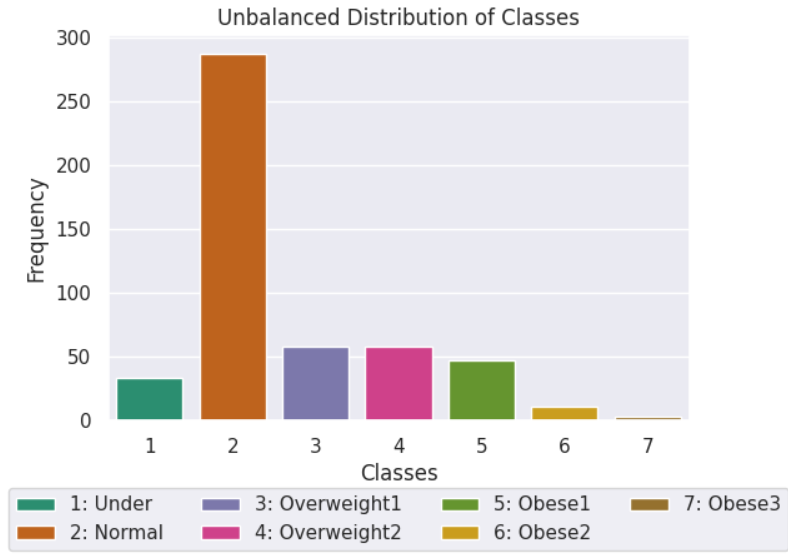 Unbalanced Distribution of Classes
300
250
200
150
100
50
0
Frequency
1 2 3 4 5 6 7
Classes
1: Under 3: Overweight1 5: Obese1 7: Obese3
2: Normal 4: Overweight2 6: Obese2